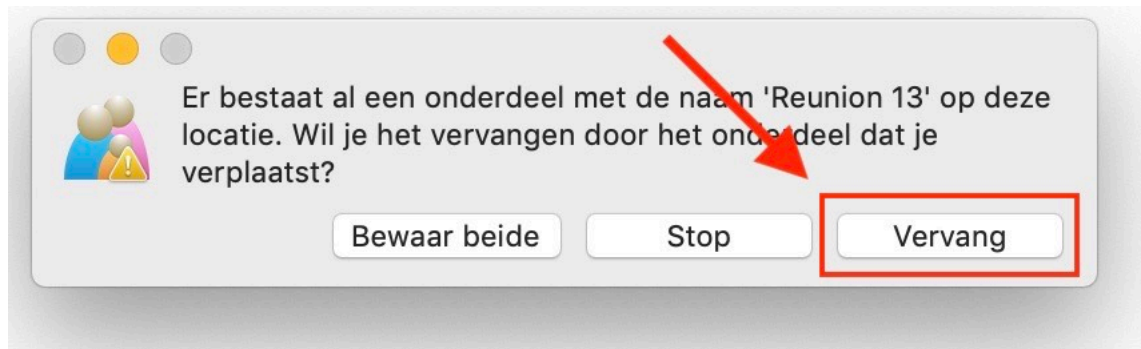 Er bestaat al een onderdeel met de naam 'Reunion 13' op deze
locatie. Wil je het vervangen door het onderdeel dat je
verplaatst?
Bewaar beide
Stop
Vervang